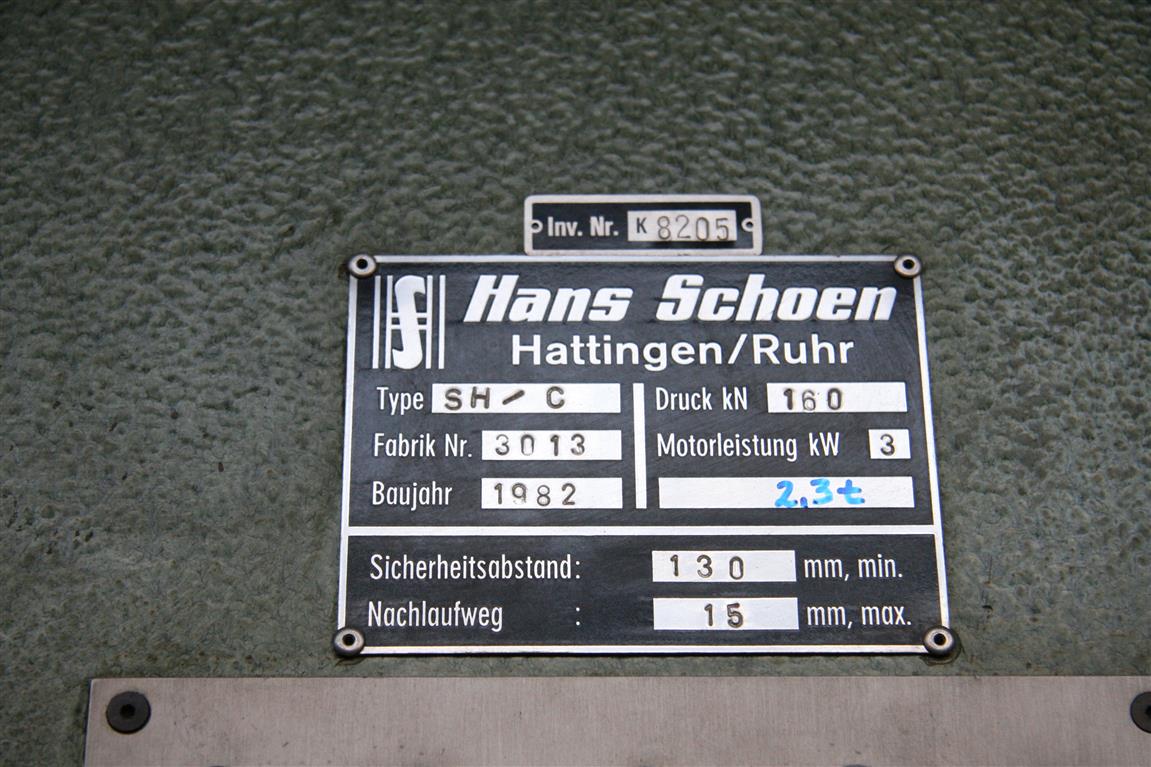 Inv. Nr. K 8205
Hans Schoen
Hattingen/Ruhr
Type SH/C Druck kN 160
Fabrik Nr. 3013 Motorleistung kW 3
Baujahr 1982 2,3t
Sicherheitsabstand: 130 mm, min.
Nachlaufweg : 15 mm, max.